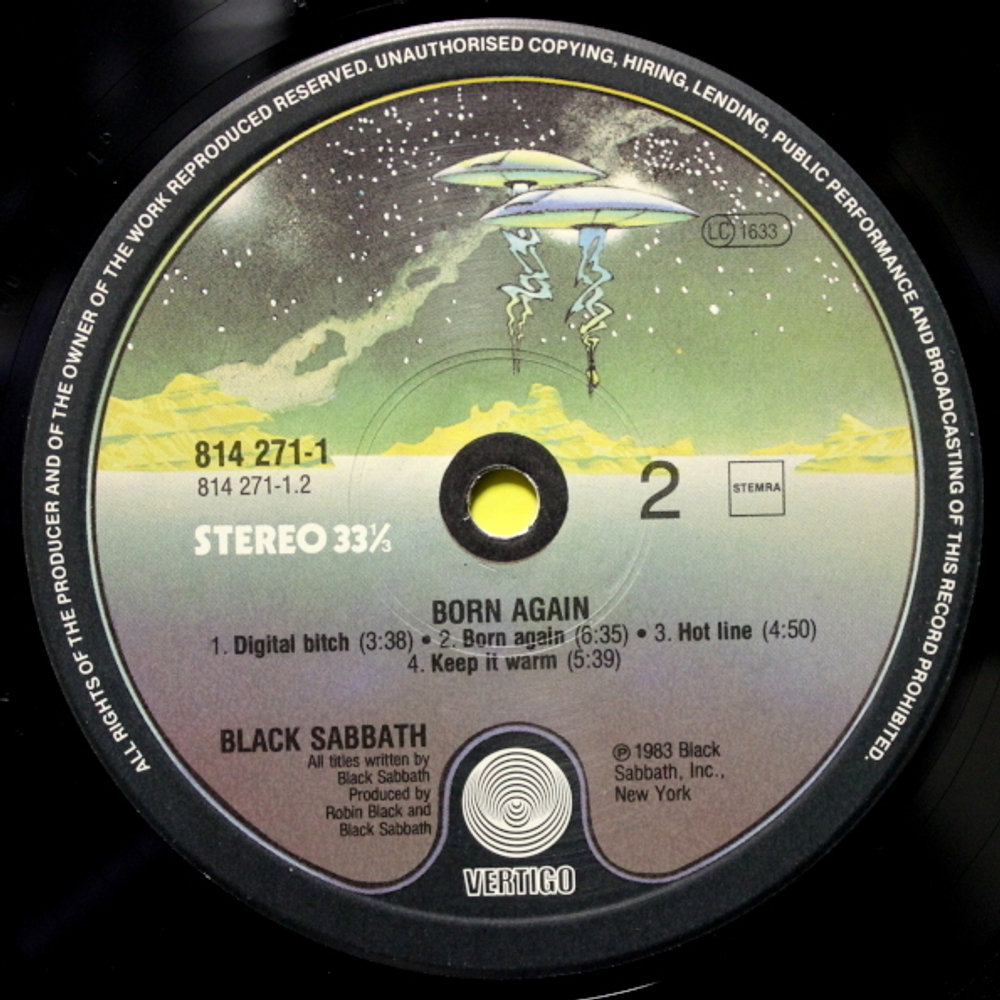 ALL RIGHTS OF THE PRODUCER AND OF THE OWNER OF THE WORK REPRODUCED RESERVED. UNAUTHORISED COPYING, HIRING, LENDING, PUBLIC PERFORMANCE AND BROADCASTING OF THIS RECORD PROHIBITED.
LC 1633
814 271-1
814 271-1.2
2
STEMRA
STEREO 33⅓
BORN AGAIN
1. Digital bitch (3:38) • 2. Born again (6:35) • 3. Hot line (4:50)
4. Keep it warm (5:39)
BLACK SABBATH
All titles written by
Black Sabbath
Produced by
Robin Black and
Black Sabbath
℗ 1983 Black
Sabbath, Inc.,
New York
VERTIGO